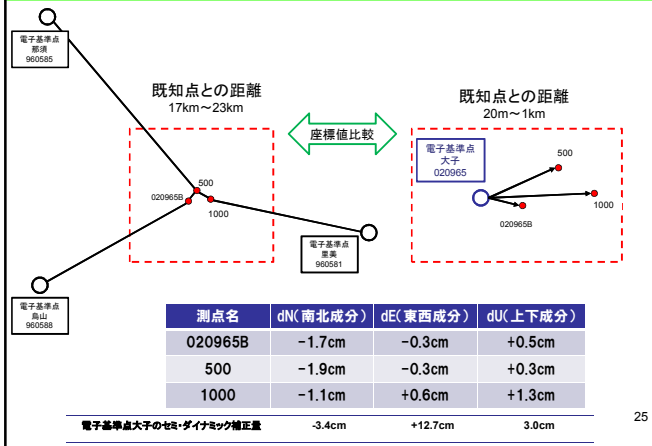 電子基準点
那須
960585
既知点との距離
17km～23km
500
020965B
1000
電子基準点
里美
960581
電子基準点
烏山
960588
座標値比較
既知点との距離
20m～1km
電子基準点
大子
020965
500
1000
020965B
測点名 dN(南北成分) dE(東西成分) dU(上下成分)
020965B -1.7cm -0.3cm +0.5cm
500 -1.9cm -0.3cm +0.3cm
1000 -1.1cm +0.6cm +1.3cm
電子基準点大子のセミ・ダイナミック補正量 -3.4cm +12.7cm 3.0cm
25